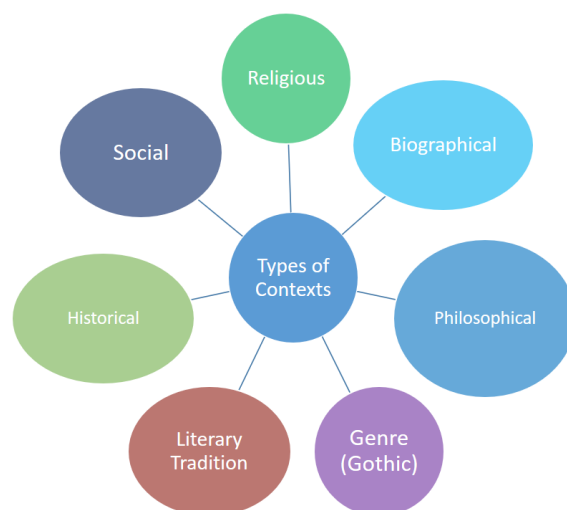 Religious
Biographical
Social
Types of
Contexts
Historical
Philosophical
Literary
Tradition
Genre
(Gothic)